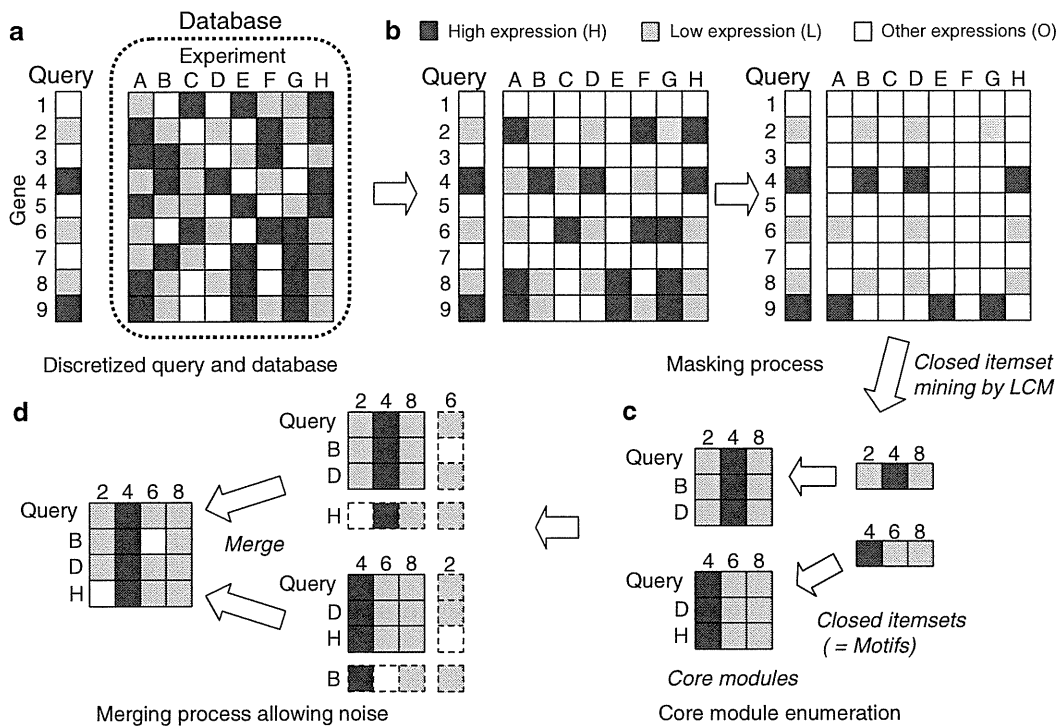 a
Database
Experiment
Query
A B C D E F G H
Gene
1
2
3
4
5
6
7
8
9
Discretized query and database
b
High expression (H)
Low expression (L)
Other expressions (O)
Query
A B C D E F G H
1
2
3
4
5
6
7
8
9
Query
A B C D E F G H
1
2
3
4
5
6
7
8
9
Masking process
Closed itemset
mining by LCM
c
2 4 8
Query
B
D
2 4 8
4 6 8
4 6 8
Query
D
H
Closed itemsets
( = Motifs)
Core modules
Core module enumeration
d
2 4 8 6
Query
B
D
H
4 6 8 2
Query
D
H
B
Merge
2 4 6 8
Query
B
D
H
Merging process allowing noise